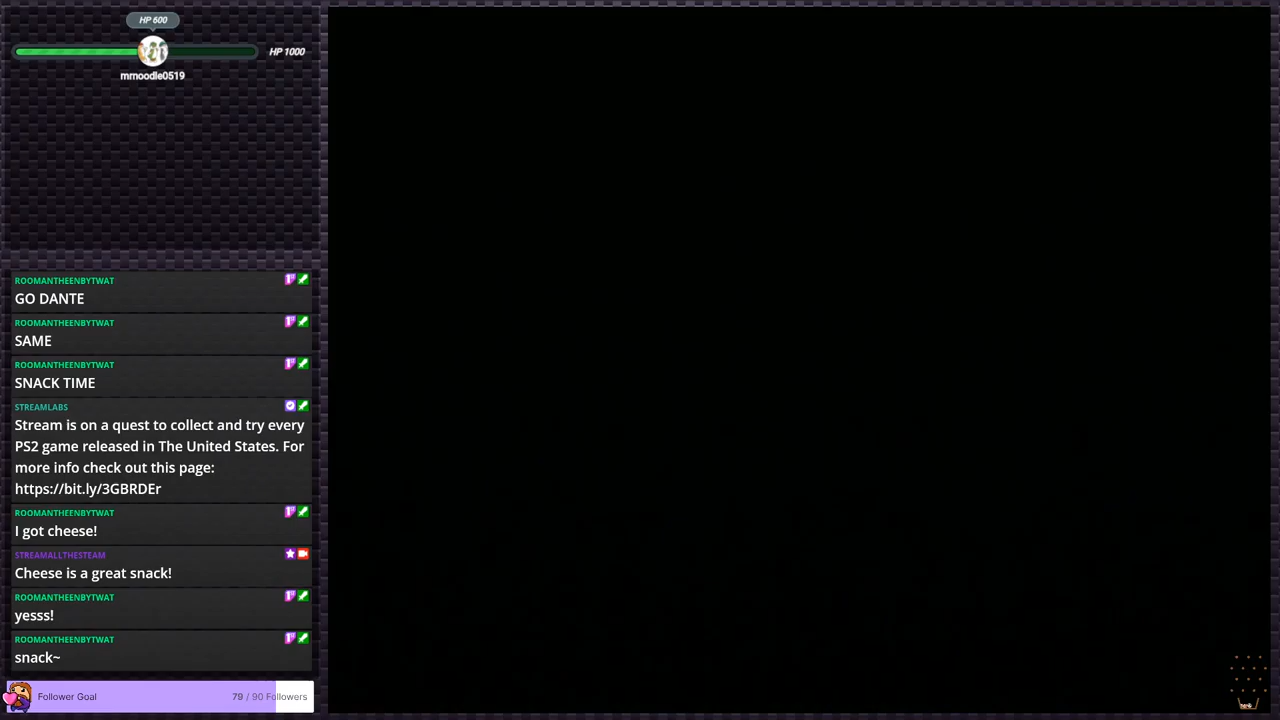 HP 600
HP 1000
mrmoodle0519
ROOMANTHEENBYTWAT
GO DANTE
ROOMANTHEENBYTWAT
SAME
ROOMANTHEENBYTWAT
SNACK TIME
STREAMLABS
Stream is on a quest to collect and try every
PS2 game released in The United States. For
more info check out this page:
https://bit.ly/3GBRDEr
ROOMANTHEENBYTWAT
I got cheese!
STREAMALLTHESTEAM
Cheese is a great snack!
ROOMANTHEENBYTWAT
yesss!
ROOMANTHEENBYTWAT
snack~
Follower Goal 79 / 90 Followers